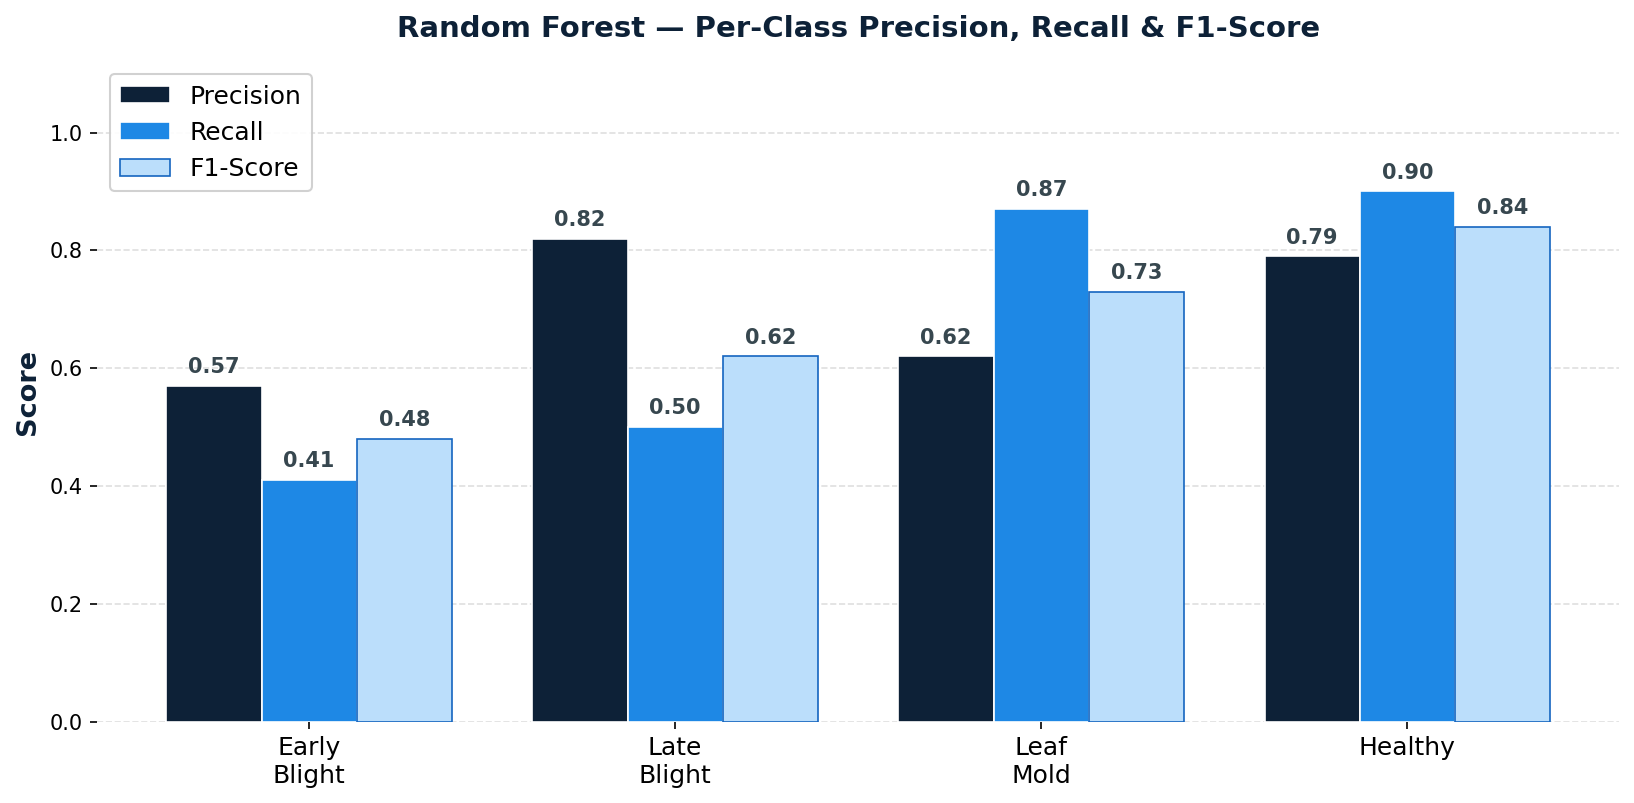 Random Forest — Per-Class Precision, Recall & F1-Score
Precision
Recall
F1-Score
Score
1.0
0.8
0.6
0.4
0.2
0.0
0.57
0.41
0.48
0.82
0.50
0.62
0.62
0.87
0.73
0.79
0.90
0.84
Early
Blight
Late
Blight
Leaf
Mold
Healthy